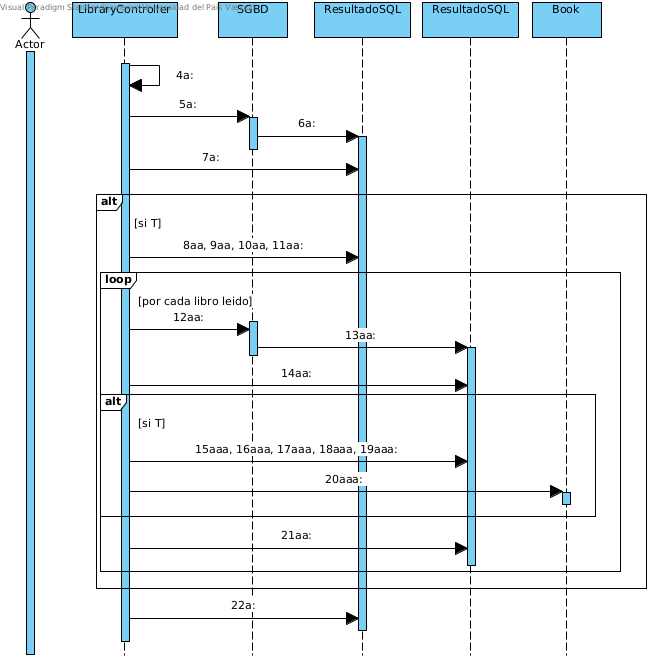 Visual Paradigm Standard(Universidad del País Vasco)
LibraryController
SGBD
ResultadoSQL
ResultadoSQL
Book
Actor
4a:
5a:
6a:
7a:
alt
[si T]
8aa, 9aa, 10aa, 11aa:
loop
[por cada libro leido]
12aa:
13aa:
14aa:
alt
[si T]
15aaa, 16aaa, 17aaa, 18aaa, 19aaa:
20aaa:
21aa:
22a: